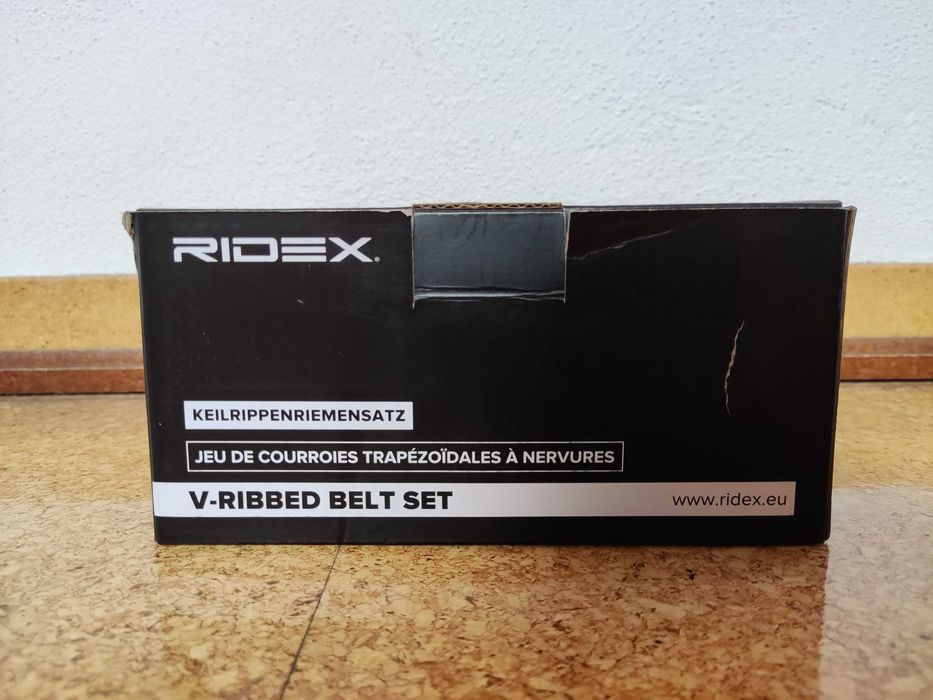 RIDEX.
KEILRIPPENRIEMENSATZ
JEU DE COURROIES TRAPÉZOÏDALES À NERVURES
V-RIBBED BELT SET www.ridex.eu